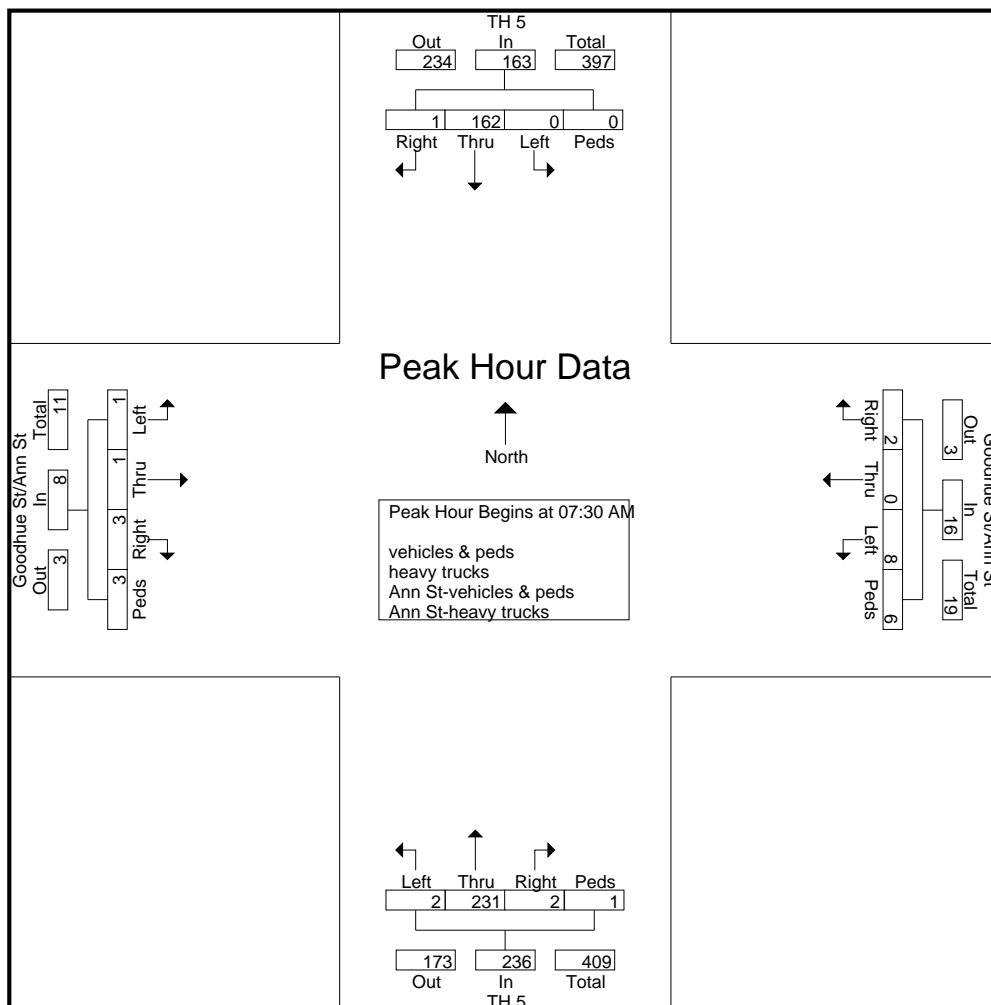 TH 5
Out In Total
234 163 397
1 162 0 0
Right Thru Left Peds
Peak Hour Data
North
Peak Hour Begins at 07:30 AM
vehicles & peds
heavy trucks
Ann St-vehicles & peds
Ann St-heavy trucks
Goodhue St/Ann St
Out In Total
3 8 11
Left Thru Right Peds
1 1 3 3
Goodhue St/Ann St
Out In Total
3 16 19
Right Thru Left Peds
2 0 8 6
Left Thru Right Peds
2 231 2 1
173 236 409
Out In Total
TH 5